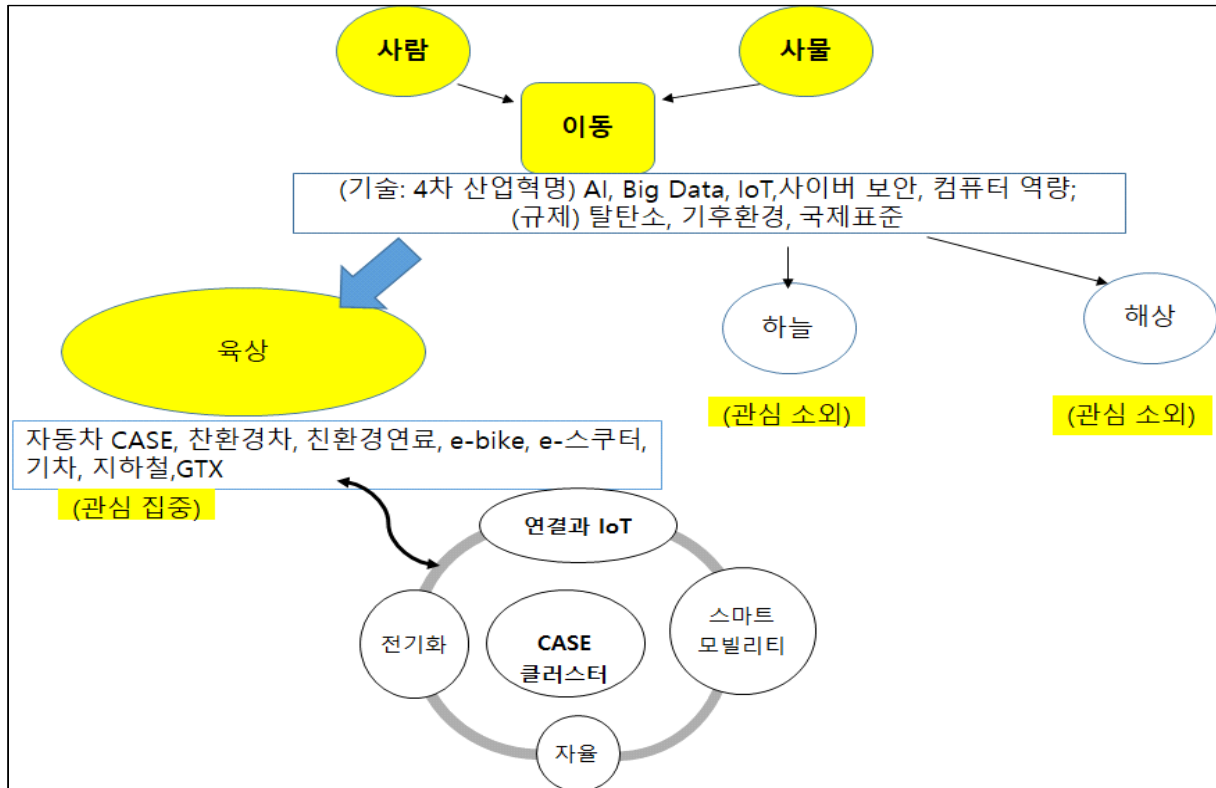 사람
사물
이동
(기술: 4차 산업혁명) AI, Big Data, IoT,사이버 보안, 컴퓨터 역량;
(규제) 탈탄소, 기후환경, 국제표준
육상
하늘
해상
(관심 소외)
(관심 소외)
자동차 CASE, 찬환경차, 친환경연료, e-bike, e-스쿠터,
기차, 지하철,GTX
(관심 집중)
연결과 IoT
전기화
CASE
클러스터
스마트
모빌리티
자율